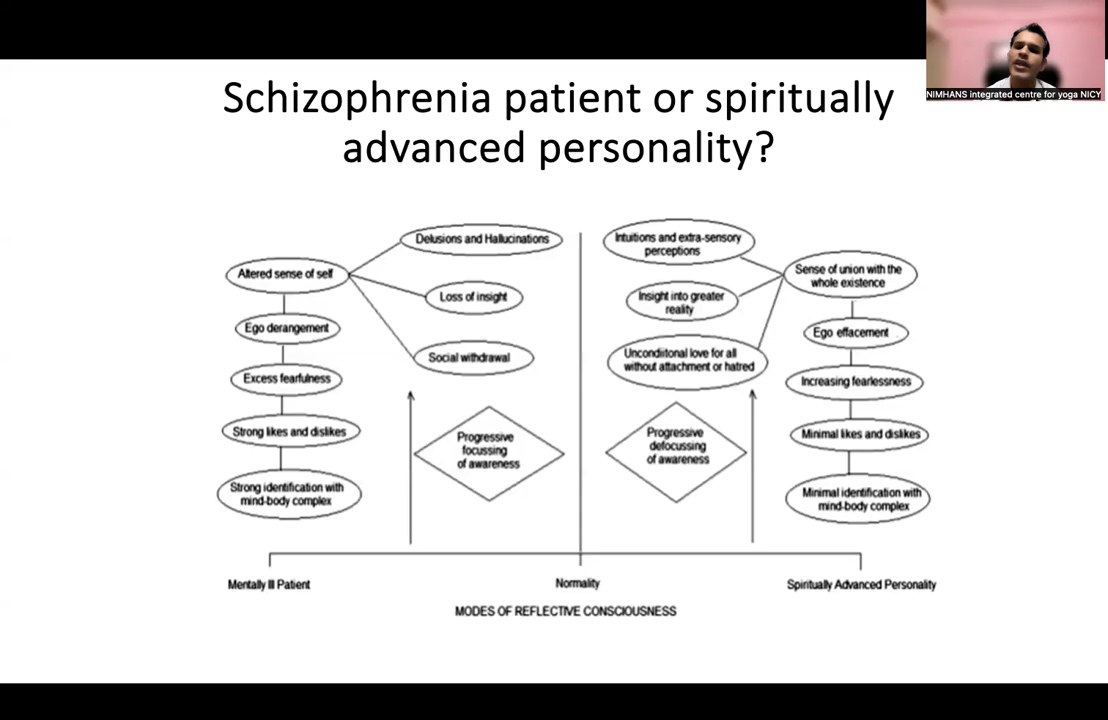 Schizophrenia patient or spiritually
advanced personality?
NIMHANS integrated centre for yoga NICY
Delusions and Hallucinations
Altered sense of self
Loss of insight
Ego derangement
Social withdrawal
Excess fearfulness
Strong likes and dislikes
Progressive
focussing
of awareness
Strong identification with
mind-body complex
Intuitions and extra-sensory
perceptions
Sense of union with the
whole existence
Insight into greater
reality
Ego effacement
Unconditional love for all
without attachment or hatred
Increasing fearlessness
Progressive
defocussing
of awareness
Minimal likes and dislikes
Minimal identification with
mind-body complex
Mentally Ill Patient
Normality
Spiritually Advanced Personality
MODES OF REFLECTIVE CONSCIOUSNESS